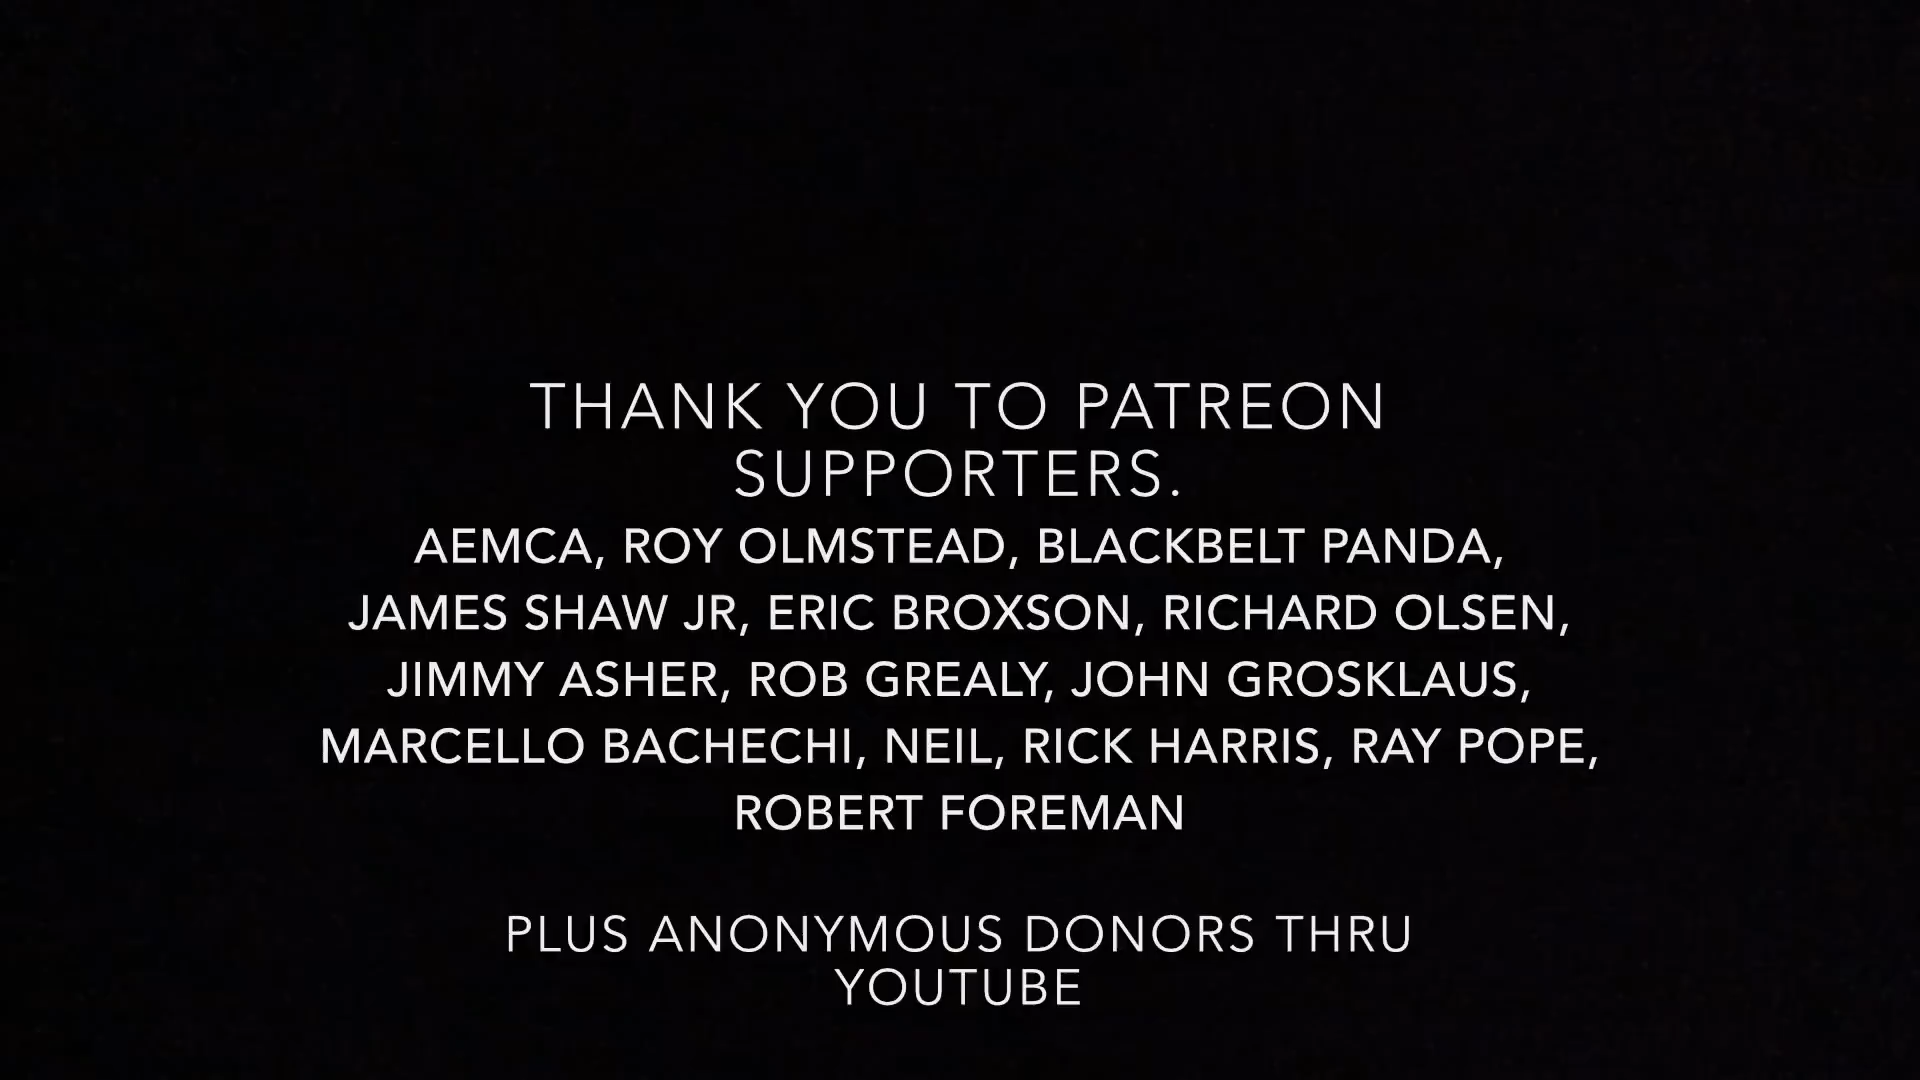 THANK YOU TO PATREON
SUPPORTERS.
AEMCA, ROY OLMSTEAD, BLACKBELT PANDA,
JAMES SHAW JR, ERIC BROXSON, RICHARD OLSEN,
JIMMY ASHER, ROB GREALY, JOHN GROSKLAUS,
MARCELLO BACHECHI, NEIL, RICK HARRIS, RAY POPE,
ROBERT FOREMAN
PLUS ANONYMOUS DONORS THRU
YOUTUBE